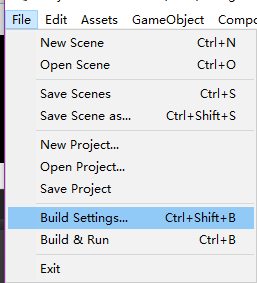 File Edit Assets GameObject Compo
New Scene Ctrl+N
Open Scene Ctrl+O
Save Scenes Ctrl+S
Save Scene as... Ctrl+Shift+S
New Project...
Open Project...
Save Project
Build Settings... Ctrl+Shift+B
Build & Run Ctrl+B
Exit